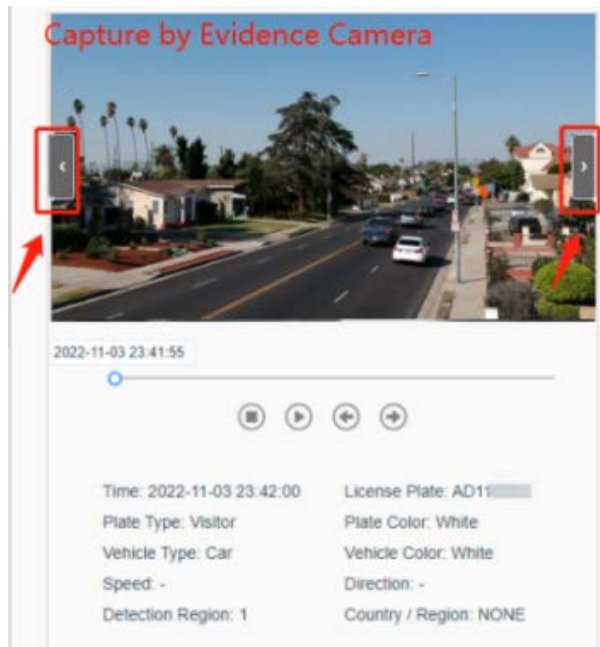 Capture by Evidence Camera
2022-11-03 23:41:55
Time: 2022-11-03 23:42:00 License Plate: AD11
Plate Type: Visitor Plate Color: White
Vehicle Type: Car Vehicle Color: White
Speed: - Direction: -
Detection Region: 1 Country / Region: NONE